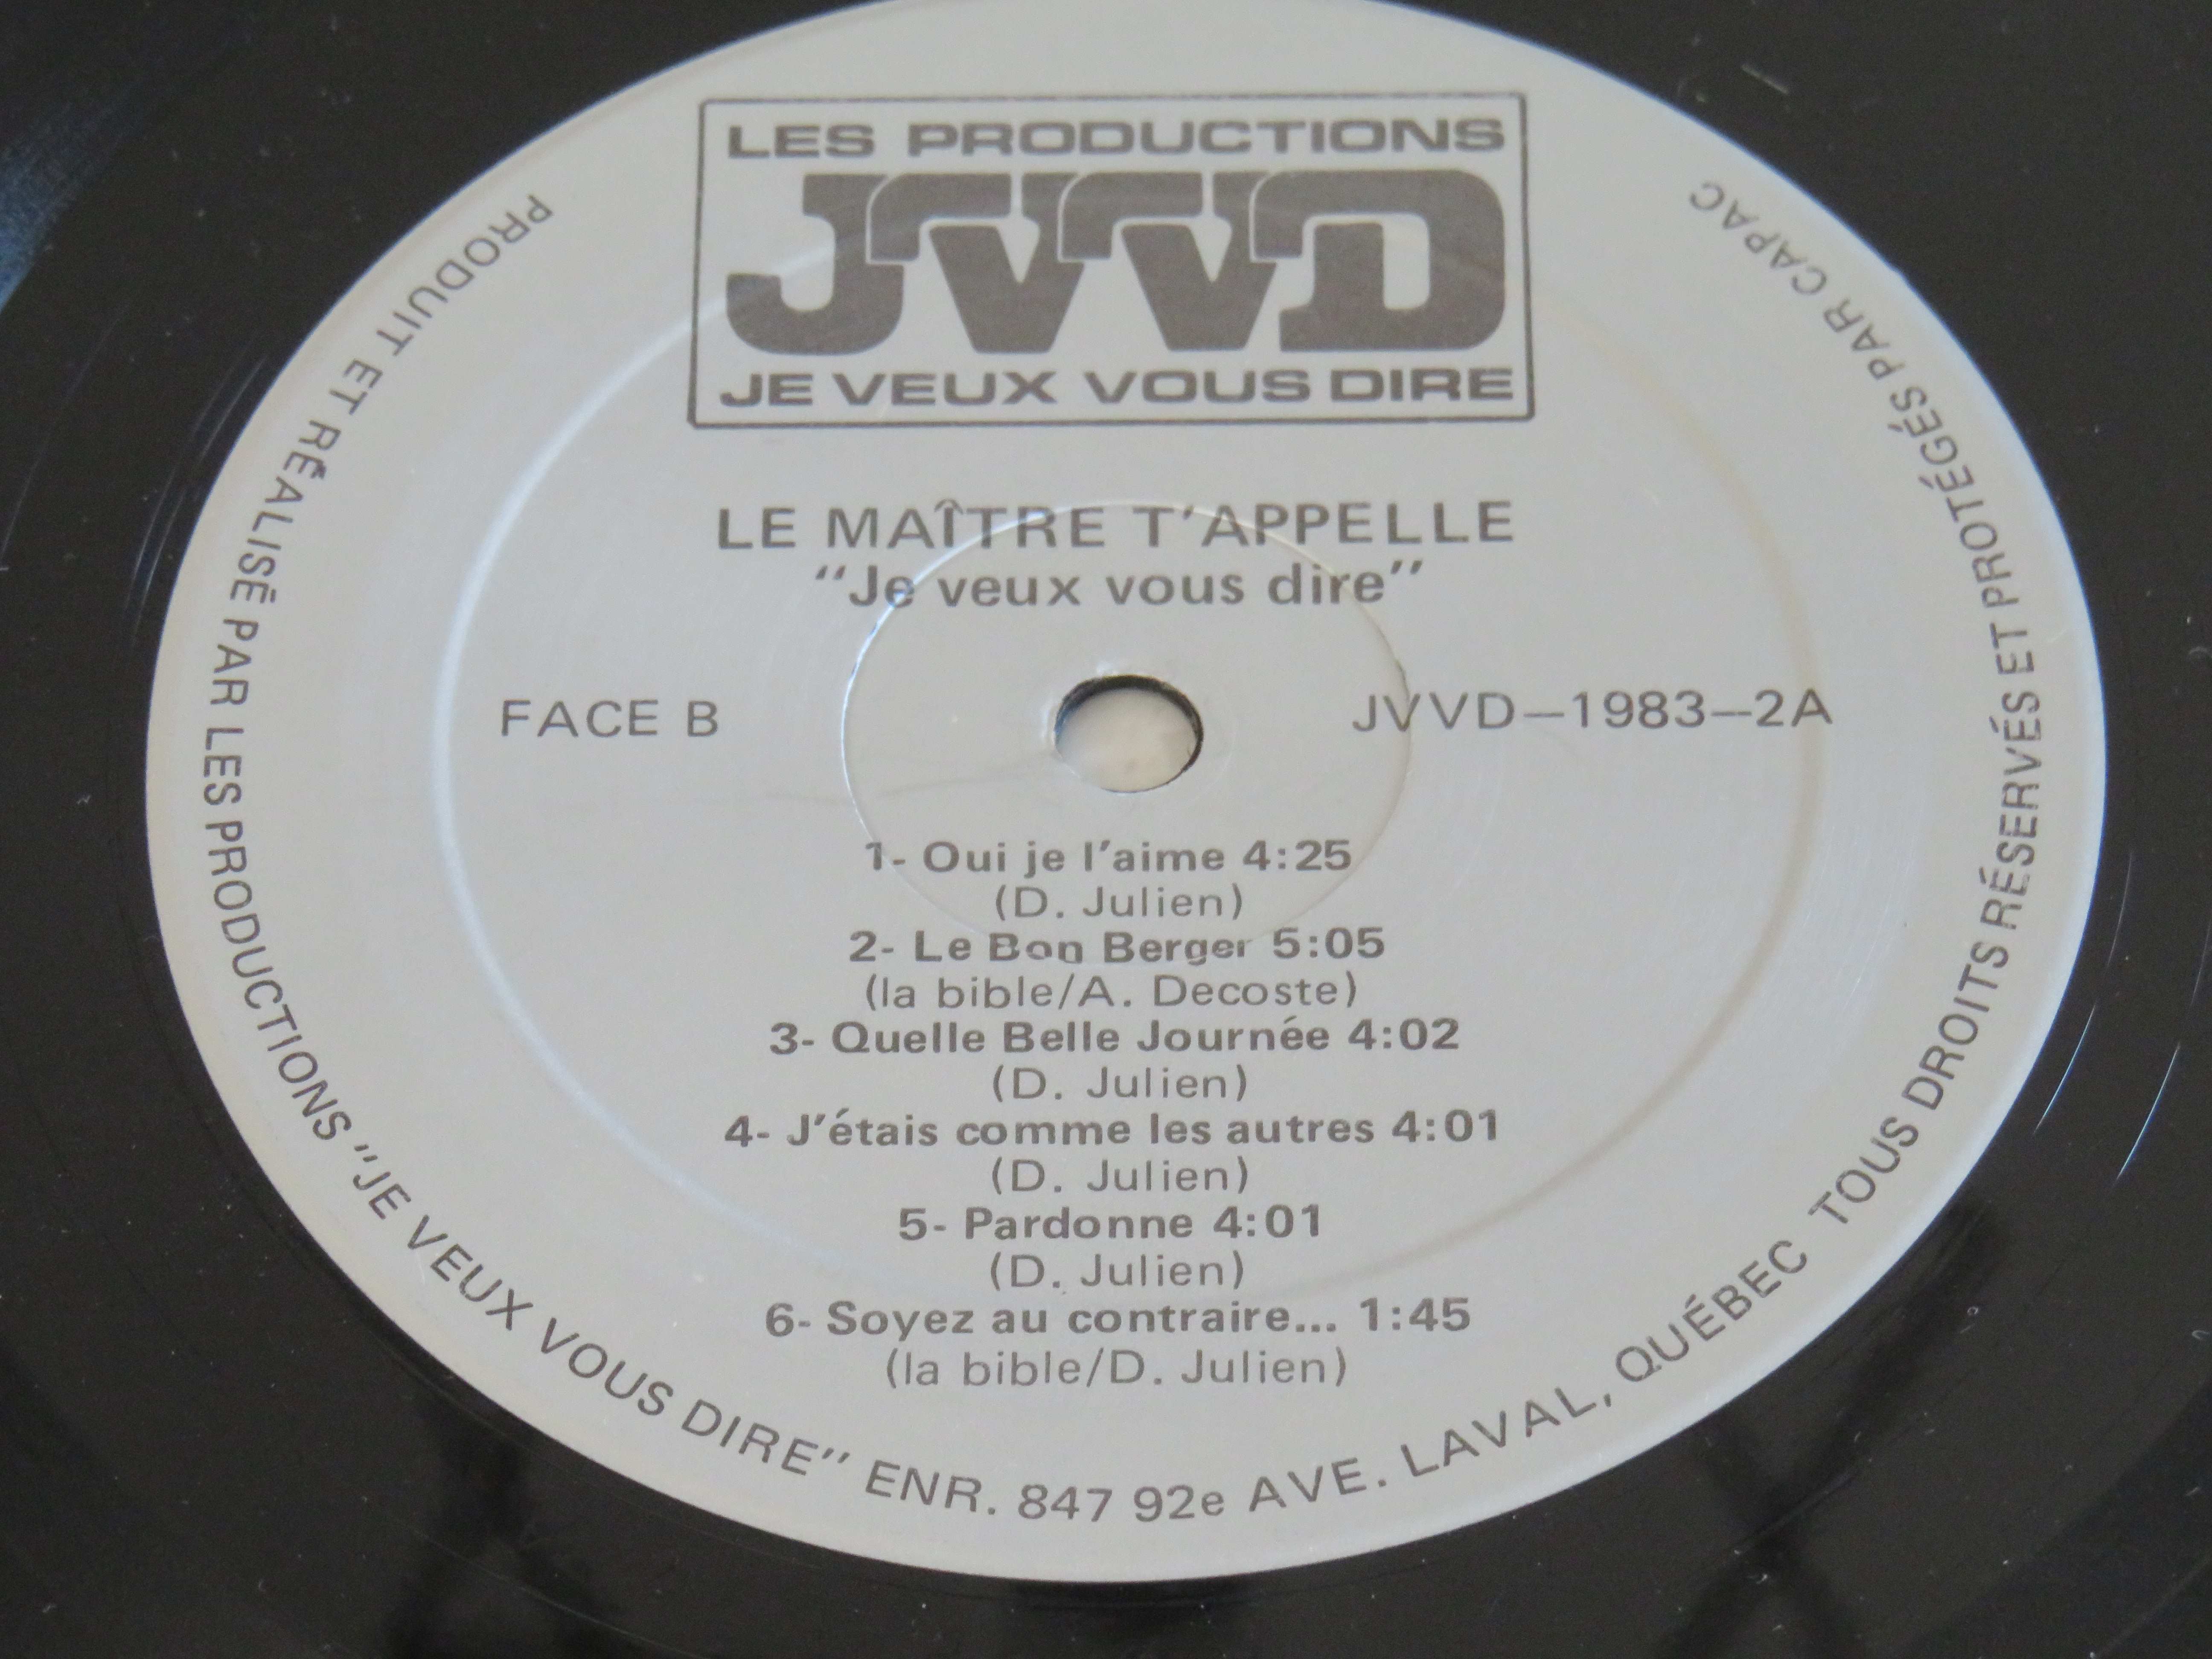 LES PRODUCTIONS
JVVD
JE VEUX VOUS DIRE
LE MAÎTRE T'APPELLE
"Je veux vous dire"
FACE B
JVVD—1983—2A
1- Oui je l'aime 4:25
(D. Julien)
2- Le Bon Berger 5:05
(la bible/A. Decoste)
3- Quelle Belle Journée 4:02
(D. Julien)
4- J'étais comme les autres 4:01
(D. Julien)
5- Pardonne 4:01
(D. Julien)
6- Soyez au contraire... 1:45
(la bible/D. Julien)
PRODUIT ET RÉALISÉ PAR LES PRODUCTIONS "JE VEUX VOUS DIRE" ENR. 847 92e AVE. LAVAL, QUÉBEC TOUS DROITS RÉSERVÉS ET PROTÉGÉS PAR CAPAC